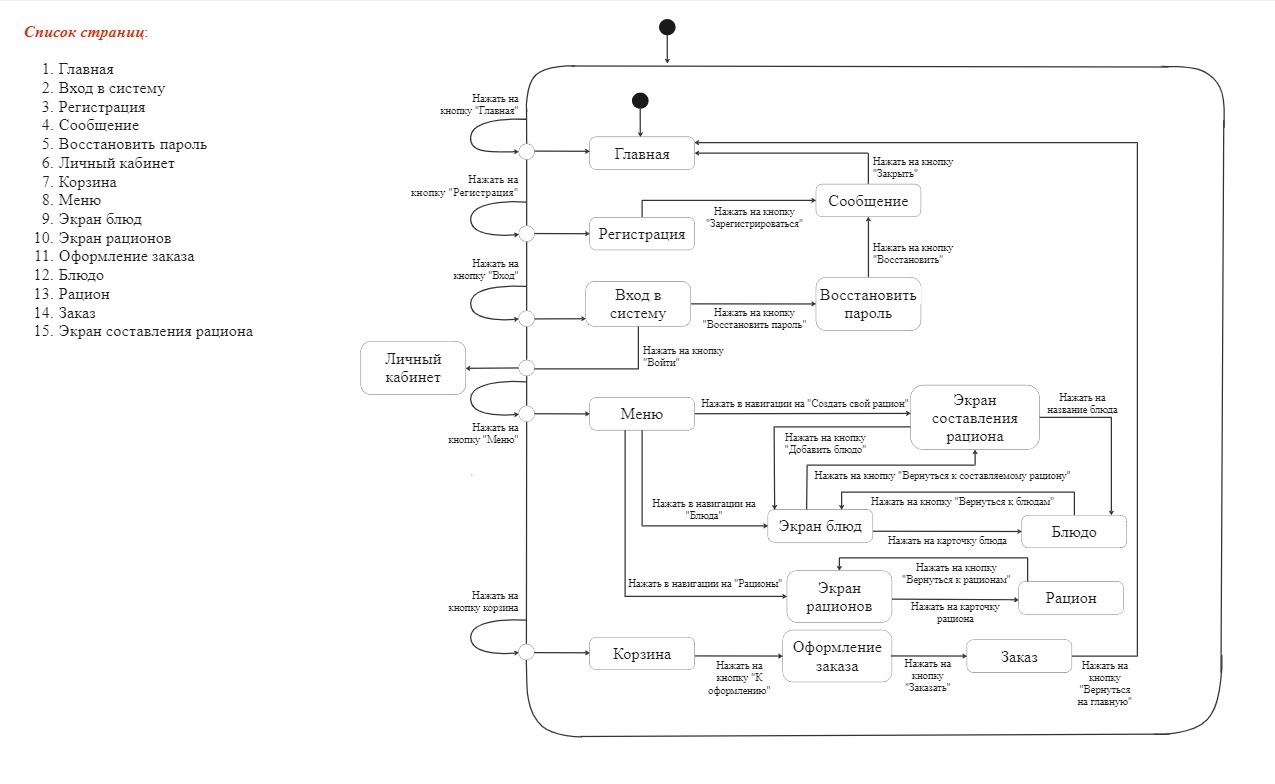 Список страниц:
1. Главная
2. Вход в систему
3. Регистрация
4. Сообщение
5. Восстановить пароль
6. Личный кабинет
7. Корзина
8. Меню
9. Экран блюд
10. Экран рационов
11. Оформление заказа
12. Блюдо
13. Рацион
14. Заказ
15. Экран составления рациона
Нажать на
кнопку "Главная"
Главная
Нажать на кнопку
"Закрыть"
Нажать на
кнопку "Регистрация"
Сообщение
Нажать на кнопку
"Зарегистрироваться"
Регистрация
Нажать на кнопку
"Восстановить"
Нажать на
кнопку "Вход"
Вход в
систему
Восстановить
пароль
Нажать на кнопку
"Восстановить пароль"
Нажать на кнопку
"Войти"
Личный
кабинет
Нажать на
кнопку "Меню"
Меню
Нажать в навигации на "Создать свой рацион"
Экран
составления
рациона
Нажать на
название блюда
Нажать на кнопку
"Добавить блюдо"
Нажать на кнопку "Вернуться к составляемому рациону"
Нажать на кнопку "Вернуться к блюдам"
Нажать в навигации на
"Блюда"
Экран блюд
Нажать на карточку блюда
Блюдо
Нажать на кнопку
"Вернуться к рационам"
Нажать в навигации на "Рационы"
Экран
рационов
Рацион
Нажать на карточку
рациона
Нажать на
кнопку корзина
Корзина
Оформление
заказа
Заказ
Нажать на
кнопку "К
оформлению"
Нажать на
кнопку
"Заказать"
Нажать на
кнопку
"Вернуться
на главную"